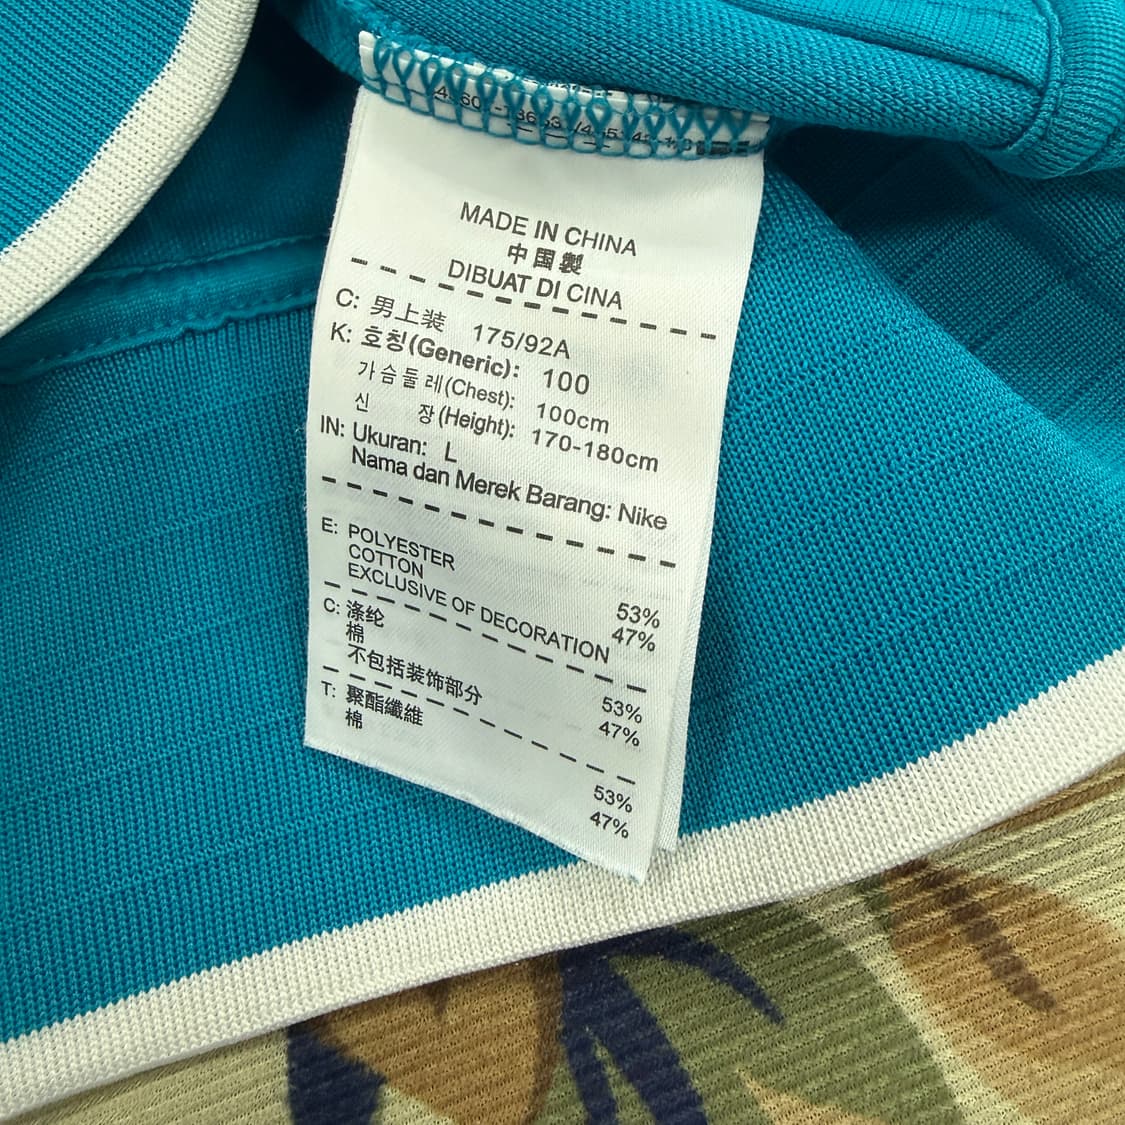 MADE IN CHINA
中国製
DIBUAT DI CINA
C: 男上装 175/92A
K: 호칭(Generic): 100
가슴둘레(Chest): 100cm
신 장(Height): 170-180cm
IN: Ukuran: L
Nama dan Merek Barang: Nike
E: POLYESTER 53%
COTTON 47%
EXCLUSIVE OF DECORATION
C: 涤纶 53%
棉 47%
不包括装饰部分
T: 聚酯纖維 53%
棉 47%